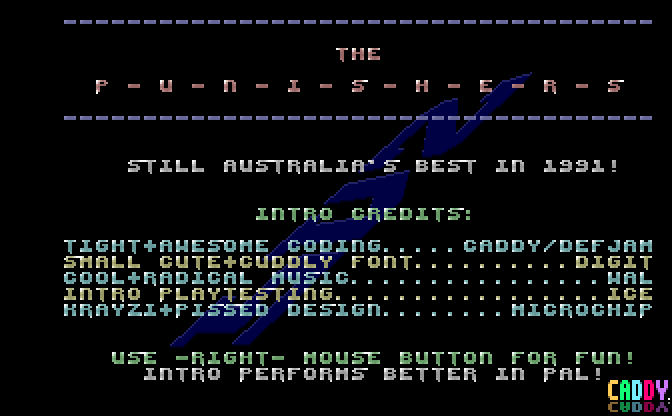 THE
P-U-N-I-S-H-E-R-S
STILL AUSTRALIA'S BEST IN 1991!
INTRO CREDITS:
TIGHT+AWESOME CODING.....CADDY/DEFJAM
SMALL CUTE+CUDDLY FONT..........DIGIT
COOL+RADICAL MUSIC................WAL
INTRO PLAYTESTING.................ICE
KRAYZI+PISSED DESIGN........MICROCHIP
USE -RIGHT- MOUSE BUTTON FOR FUN!
INTRO PERFORMS BETTER IN PAL!
CADDY